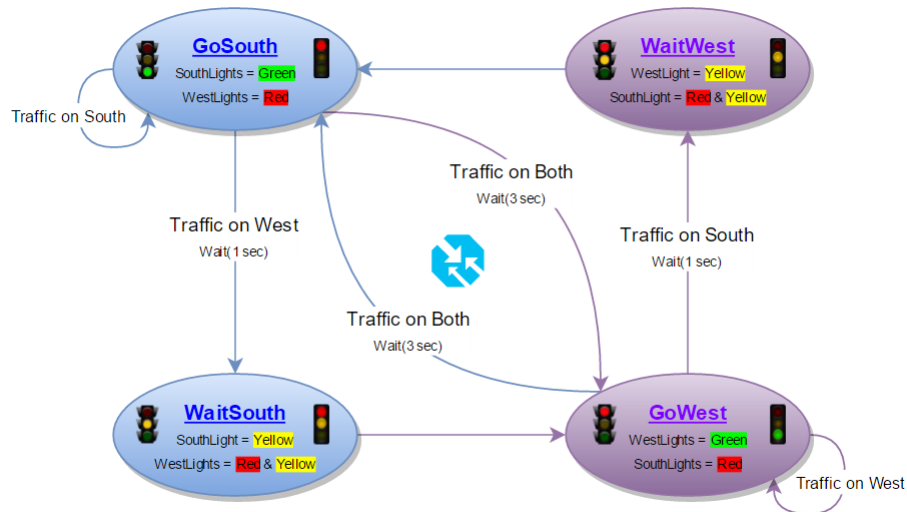 GoSouth
SouthLights = Green
WestLights = Red
WaitWest
WestLight = Yellow
SouthLight = Red & Yellow
Traffic on South
Traffic on Both
Wait(3 sec)
Traffic on West
Wait(1 sec)
Traffic on South
Wait(1 sec)
Traffic on Both
Wait(3 sec)
WaitSouth
SouthLight = Yellow
WestLights = Red & Yellow
GoWest
WestLights = Green
SouthLights = Red
Traffic on West